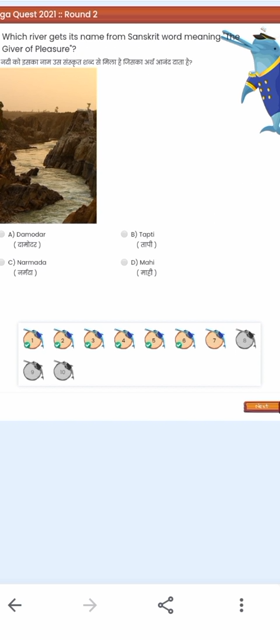 ga Quest 2021 :: Round 2
Which river gets its name from Sanskrit word meaning "The
Giver of Pleasure"?
नदी को इसका नाम उस संस्कृत शब्द से मिला है जिसका अर्थ आनंद दाता है?
A) Damodar
( दामोदर )
B) Tapti
( तापी )
C) Narmada
( नर्मदा )
D) Mahi
( माही )
1 2 3 4 5 6 7 8
9 10
Next